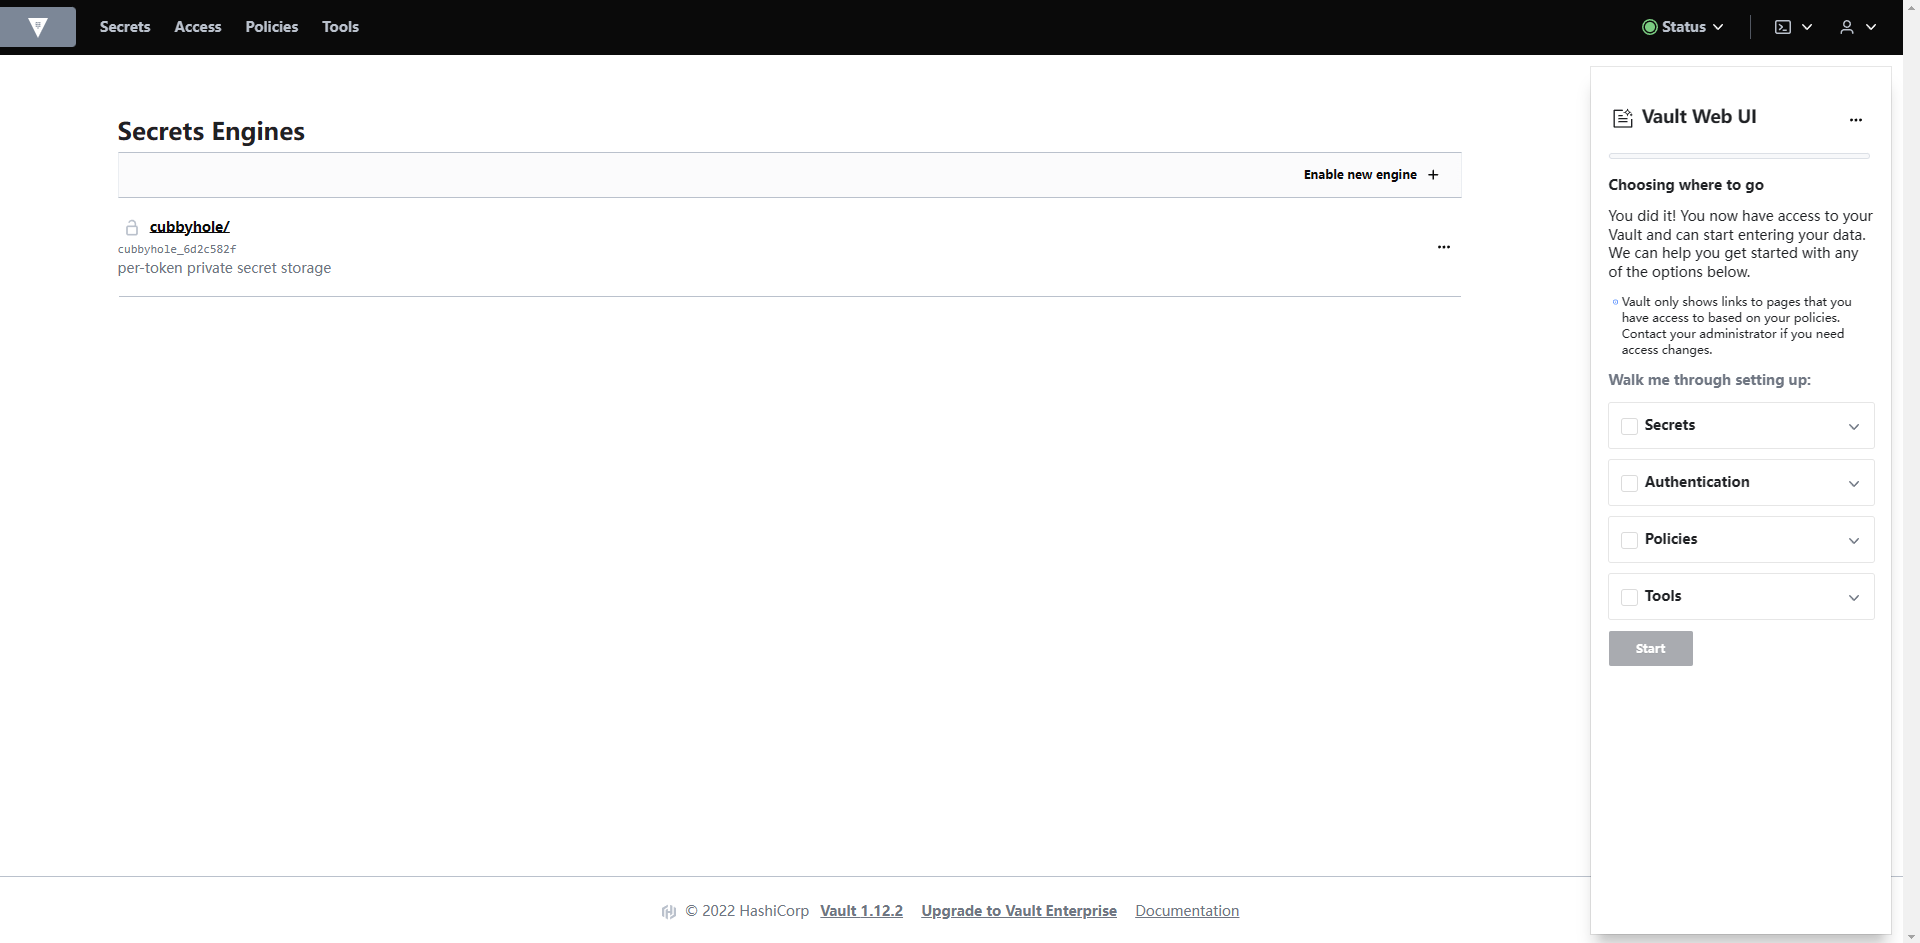 Secrets Access Policies Tools Status
Secrets Engines
Enable new engine
cubbyhole/
cubbyhole_6d2c582f
per-token private secret storage
Vault Web UI
Choosing where to go
You did it! You now have access to your
Vault and can start entering your data.
We can help you get started with any
of the options below.
Vault only shows links to pages that you
have access to based on your policies.
Contact your administrator if you need
access changes.
Walk me through setting up:
Secrets
Authentication
Policies
Tools
Start
© 2022 HashiCorp Vault 1.12.2 Upgrade to Vault Enterprise Documentation